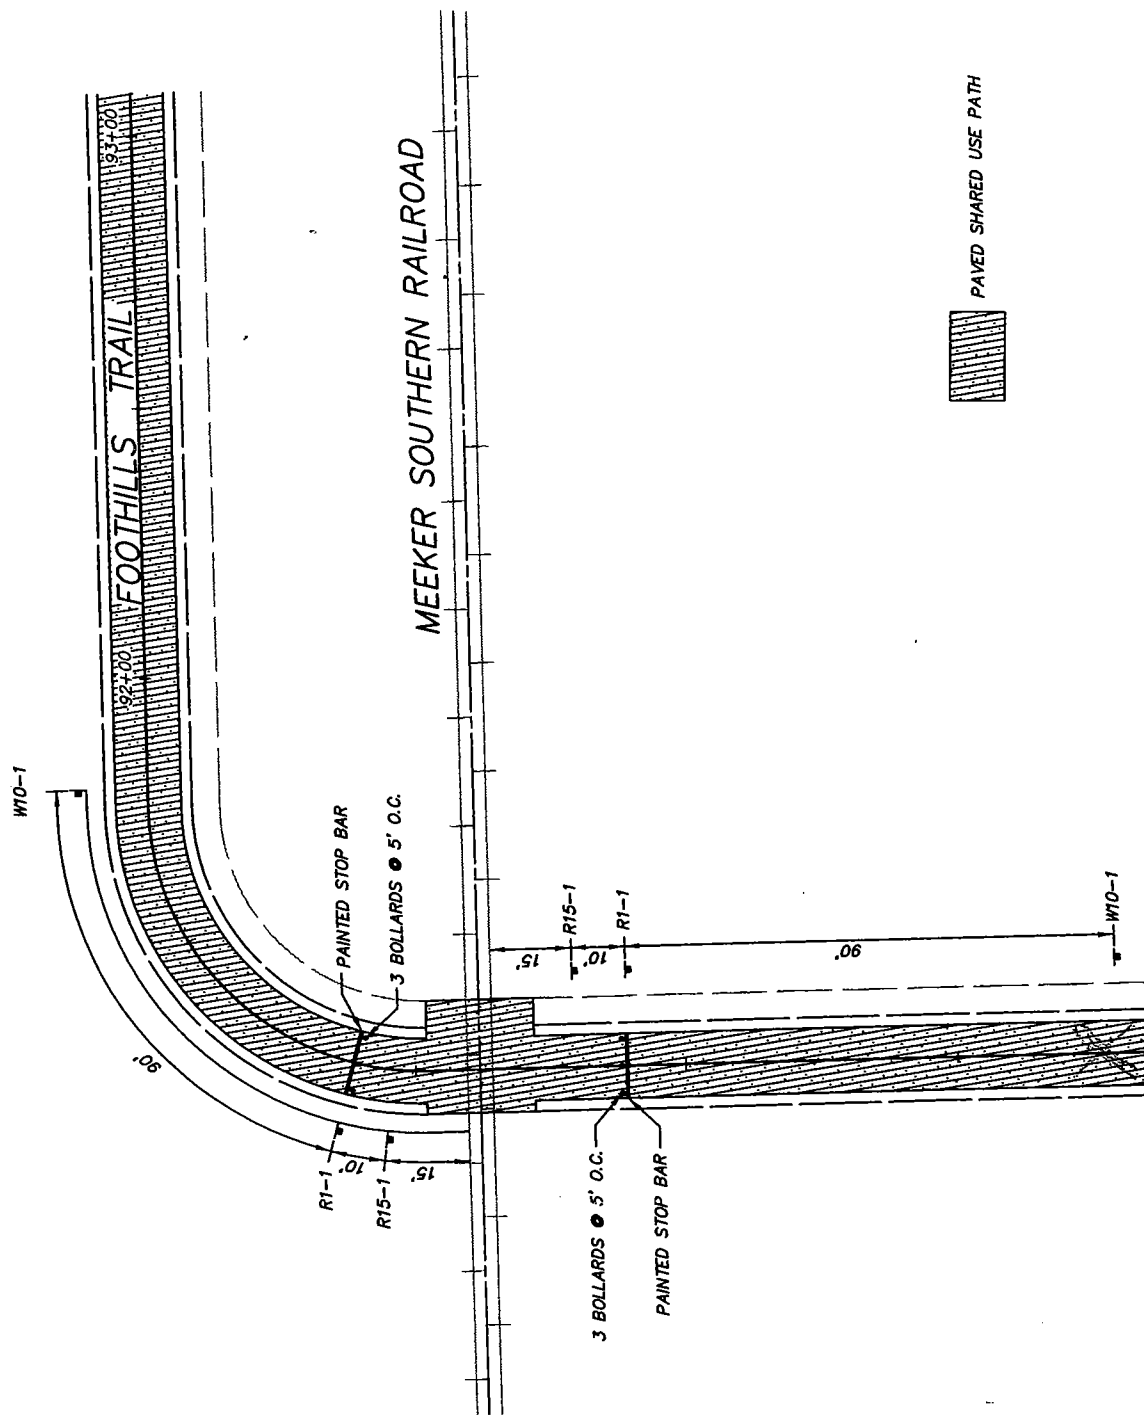 W10-1
90'
R1-1
10'
R15-1
15'
PAINTED STOP BAR
3 BOLLARDS @ 5' O.C.
FOOTHILLS TRAIL
92+00
93+00
MEEKER SOUTHERN RAILROAD
15'
R15-1
10'
R1-1
90'
W10-1
3 BOLLARDS @ 5' O.C.
PAINTED STOP BAR
PAVED SHARED USE PATH